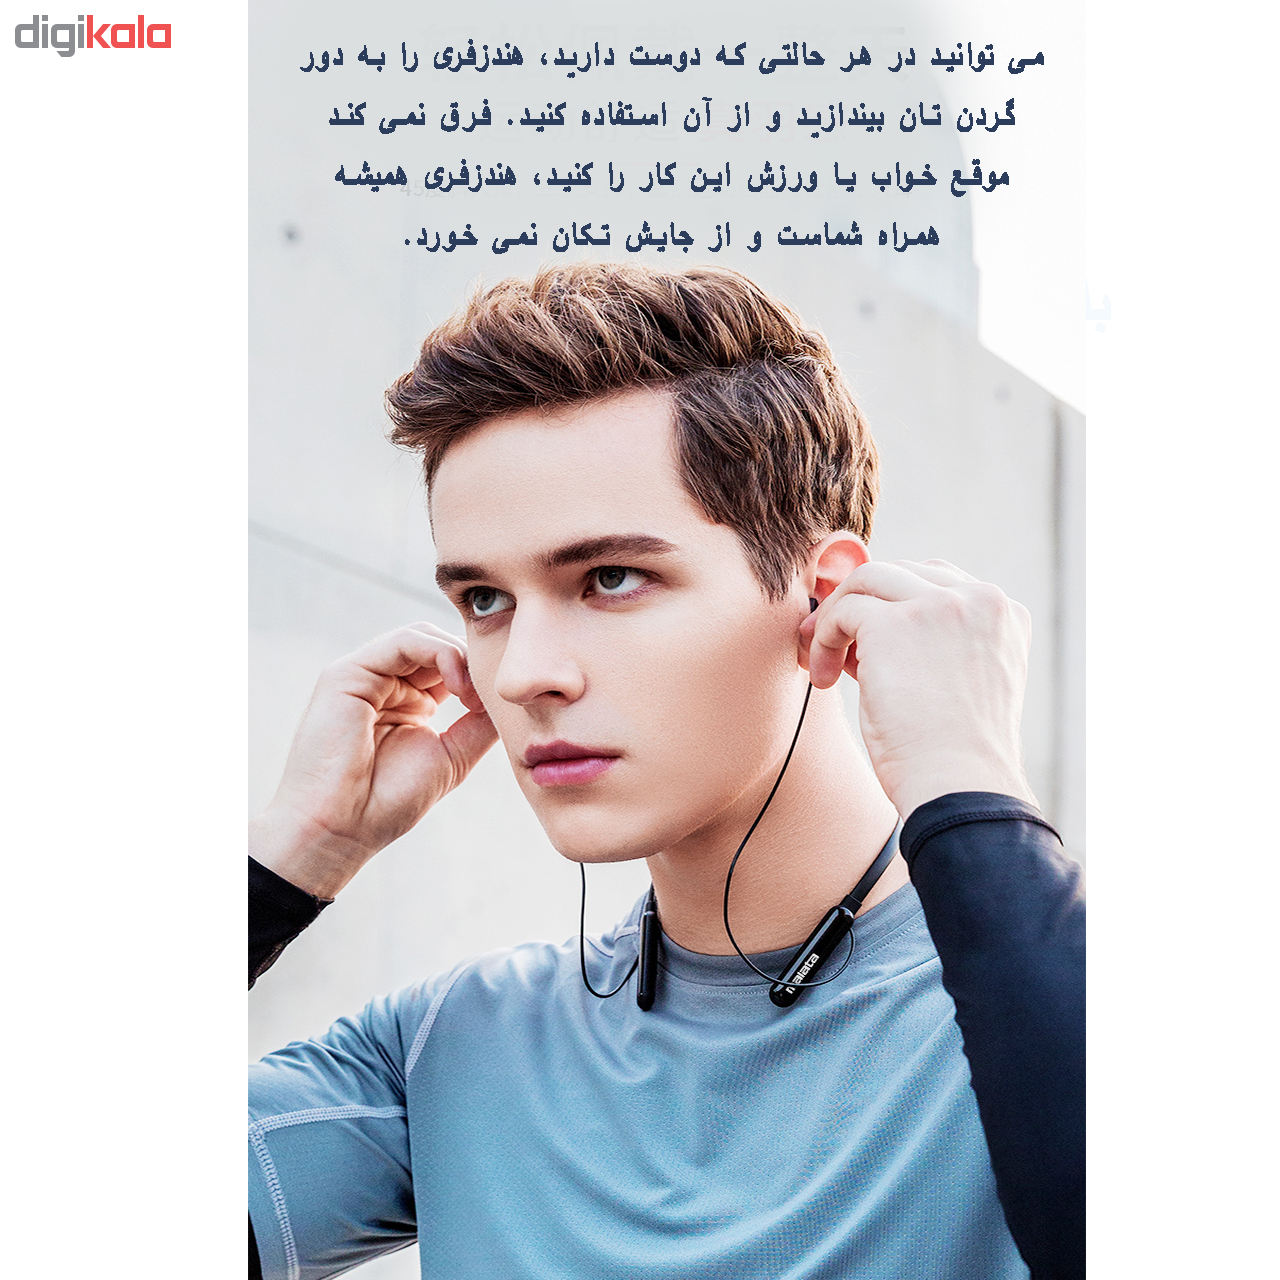 digikala
می توانید در هر حالتی که دوست دارید، هندزفری را به دور
گردن تان بیندازید و از آن استفاده کنید. فرق نمی کند
موقع خواب یا ورزش این کار را کنید، هندزفری همیشه
همراه شماست و از جایش تکان نمی خورد.
با
malata